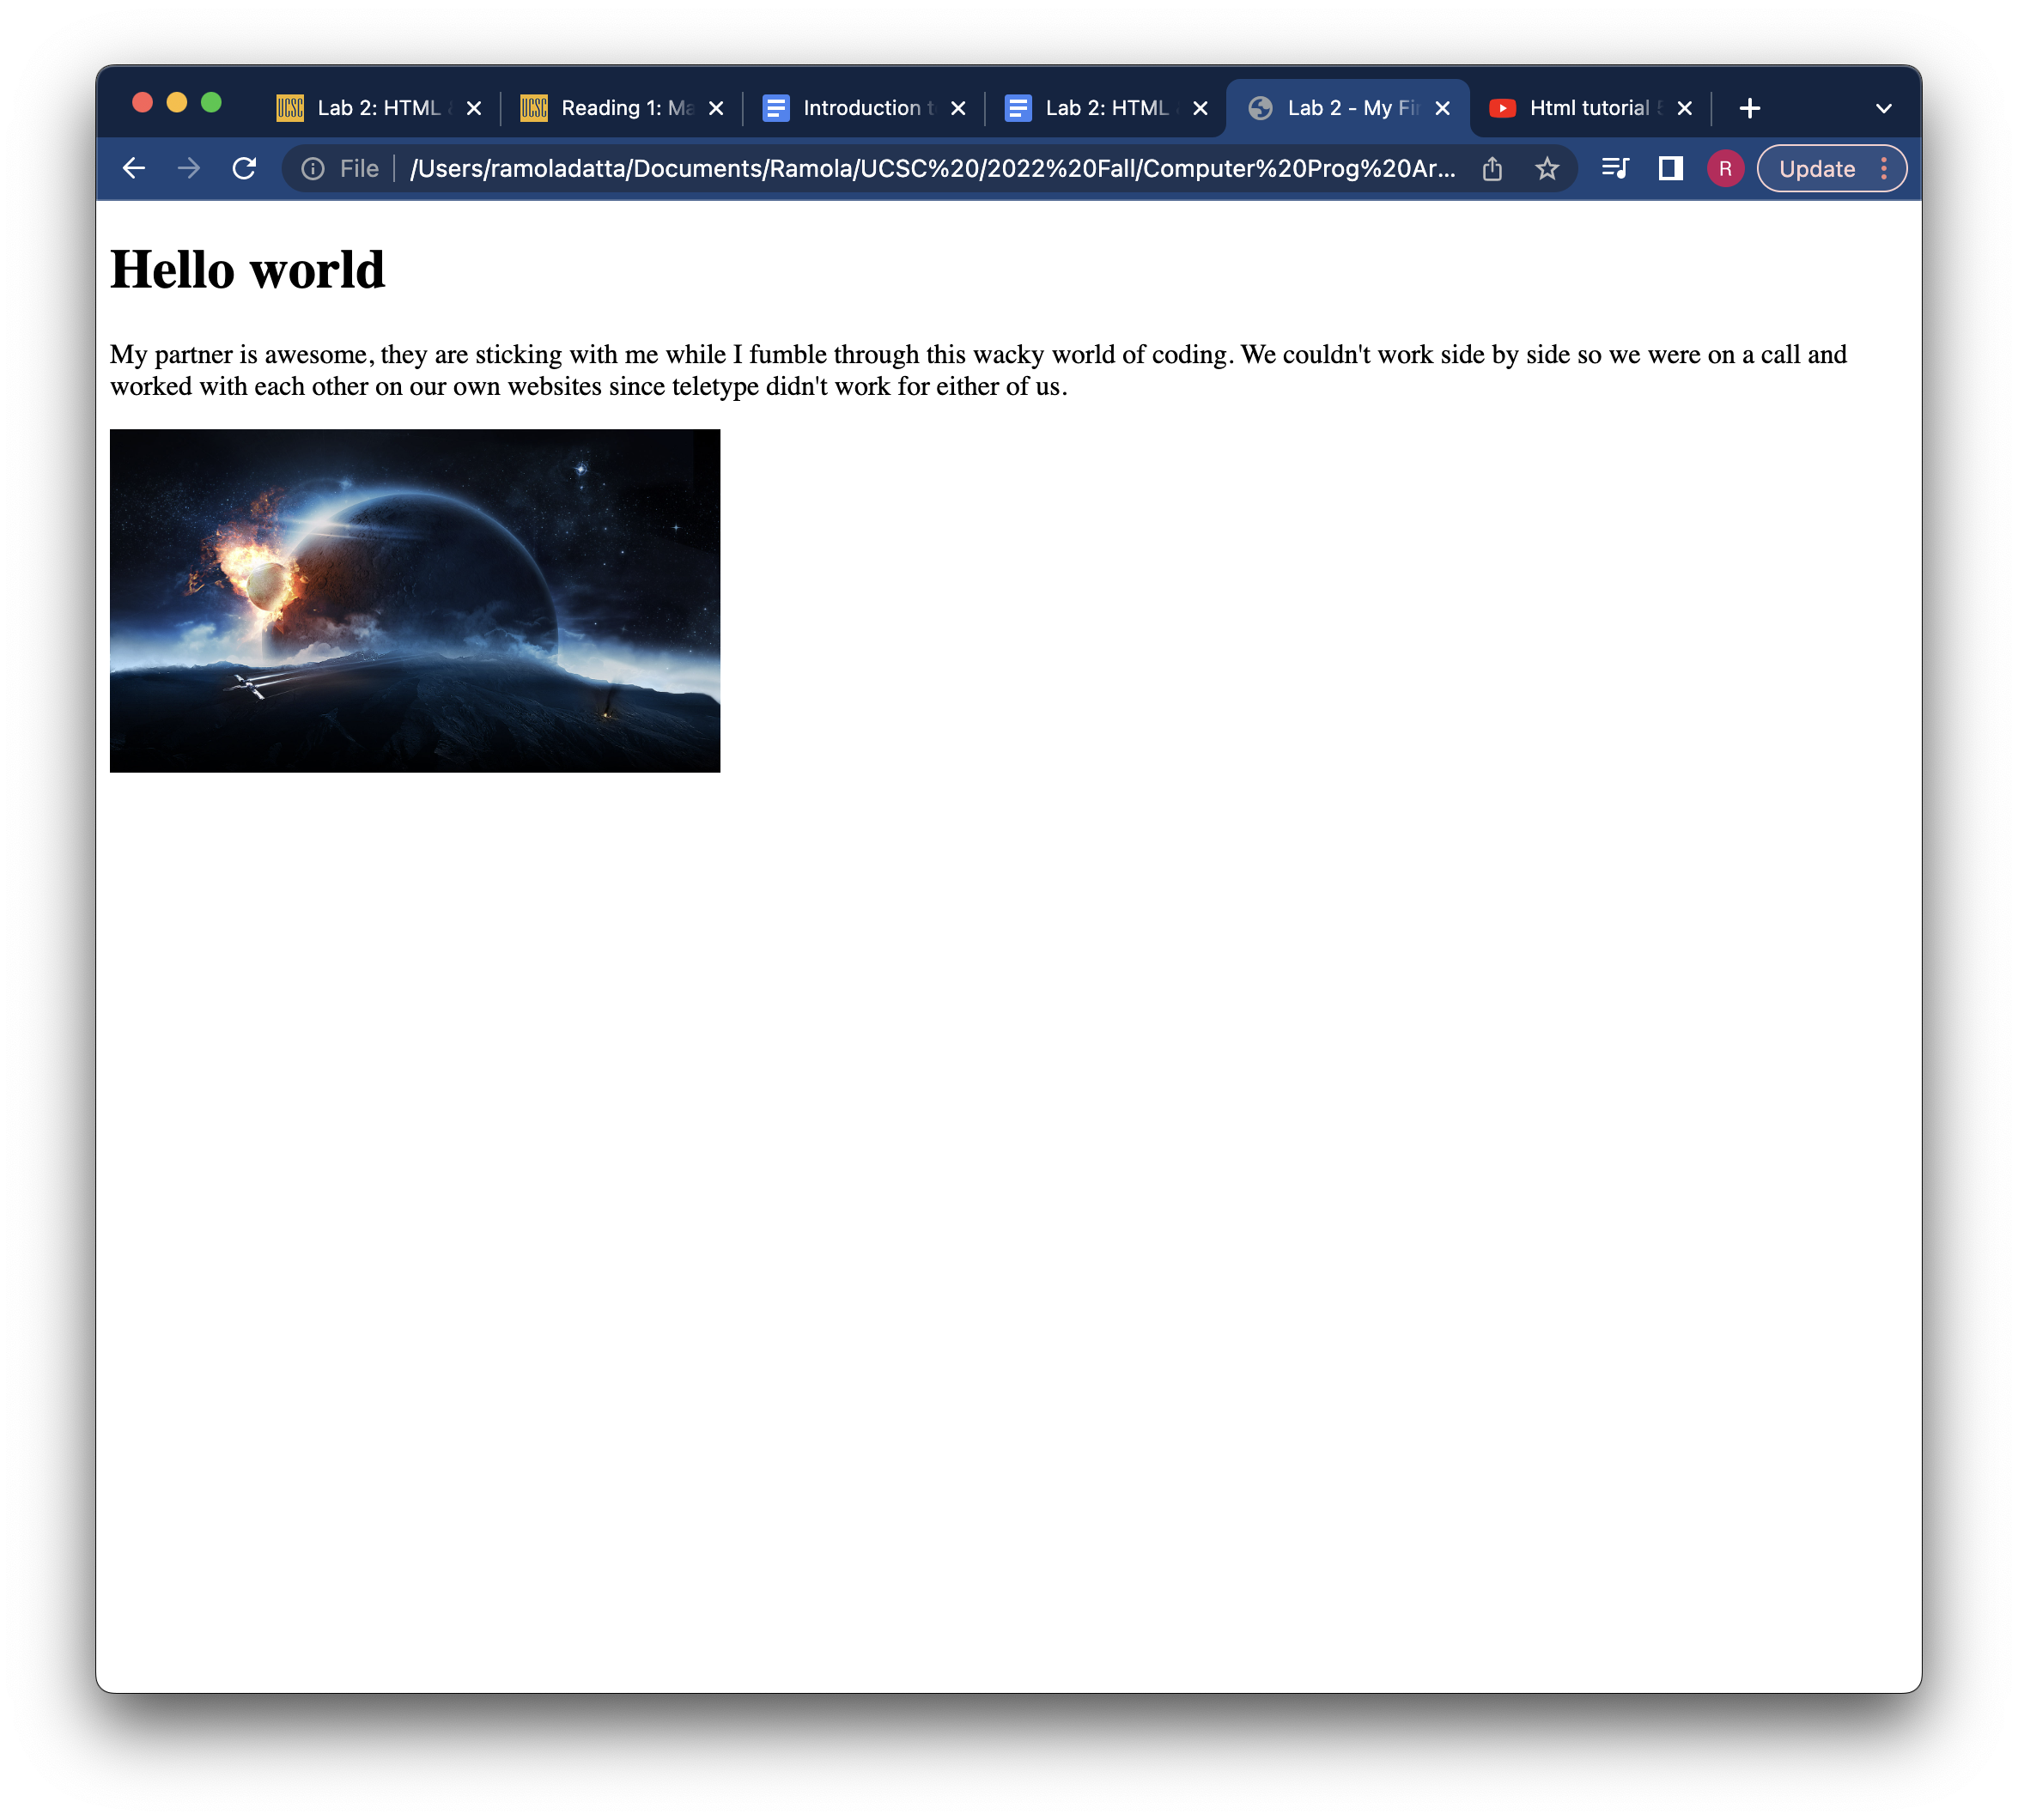 UCSC Lab 2: HTML UCSC Reading 1: Ma Introduction t Lab 2: HTML Lab 2 - My Fir Html tutorial 5
File /Users/ramoladatta/Documents/Ramola/UCSC%20/2022%20Fall/Computer%20Prog%20Ar... R Update
Hello world
My partner is awesome, they are sticking with me while I fumble through this wacky world of coding. We couldn't work side by side so we were on a call and
worked with each other on our own websites since teletype didn't work for either of us.